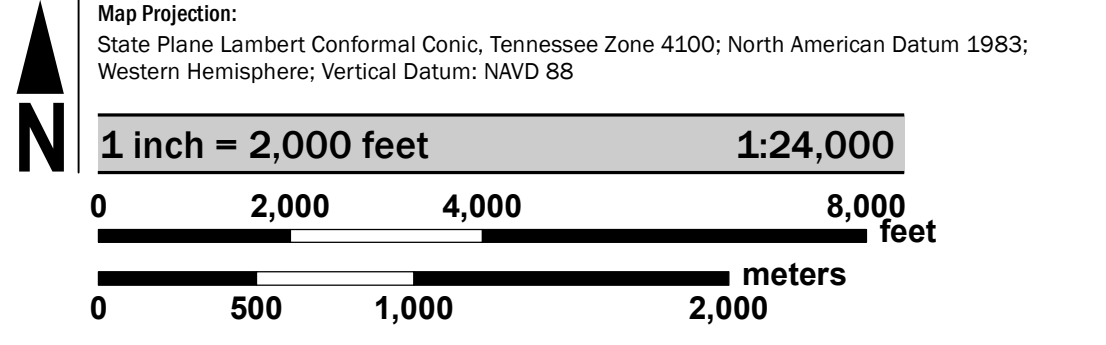 Map Projection:
State Plane Lambert Conformal Conic, Tennessee Zone 4100; North American Datum 1983;
Western Hemisphere; Vertical Datum: NAVD 88
N
1 inch = 2,000 feet 1:24,000
0 2,000 4,000 8,000
feet
meters
0 500 1,000 2,000